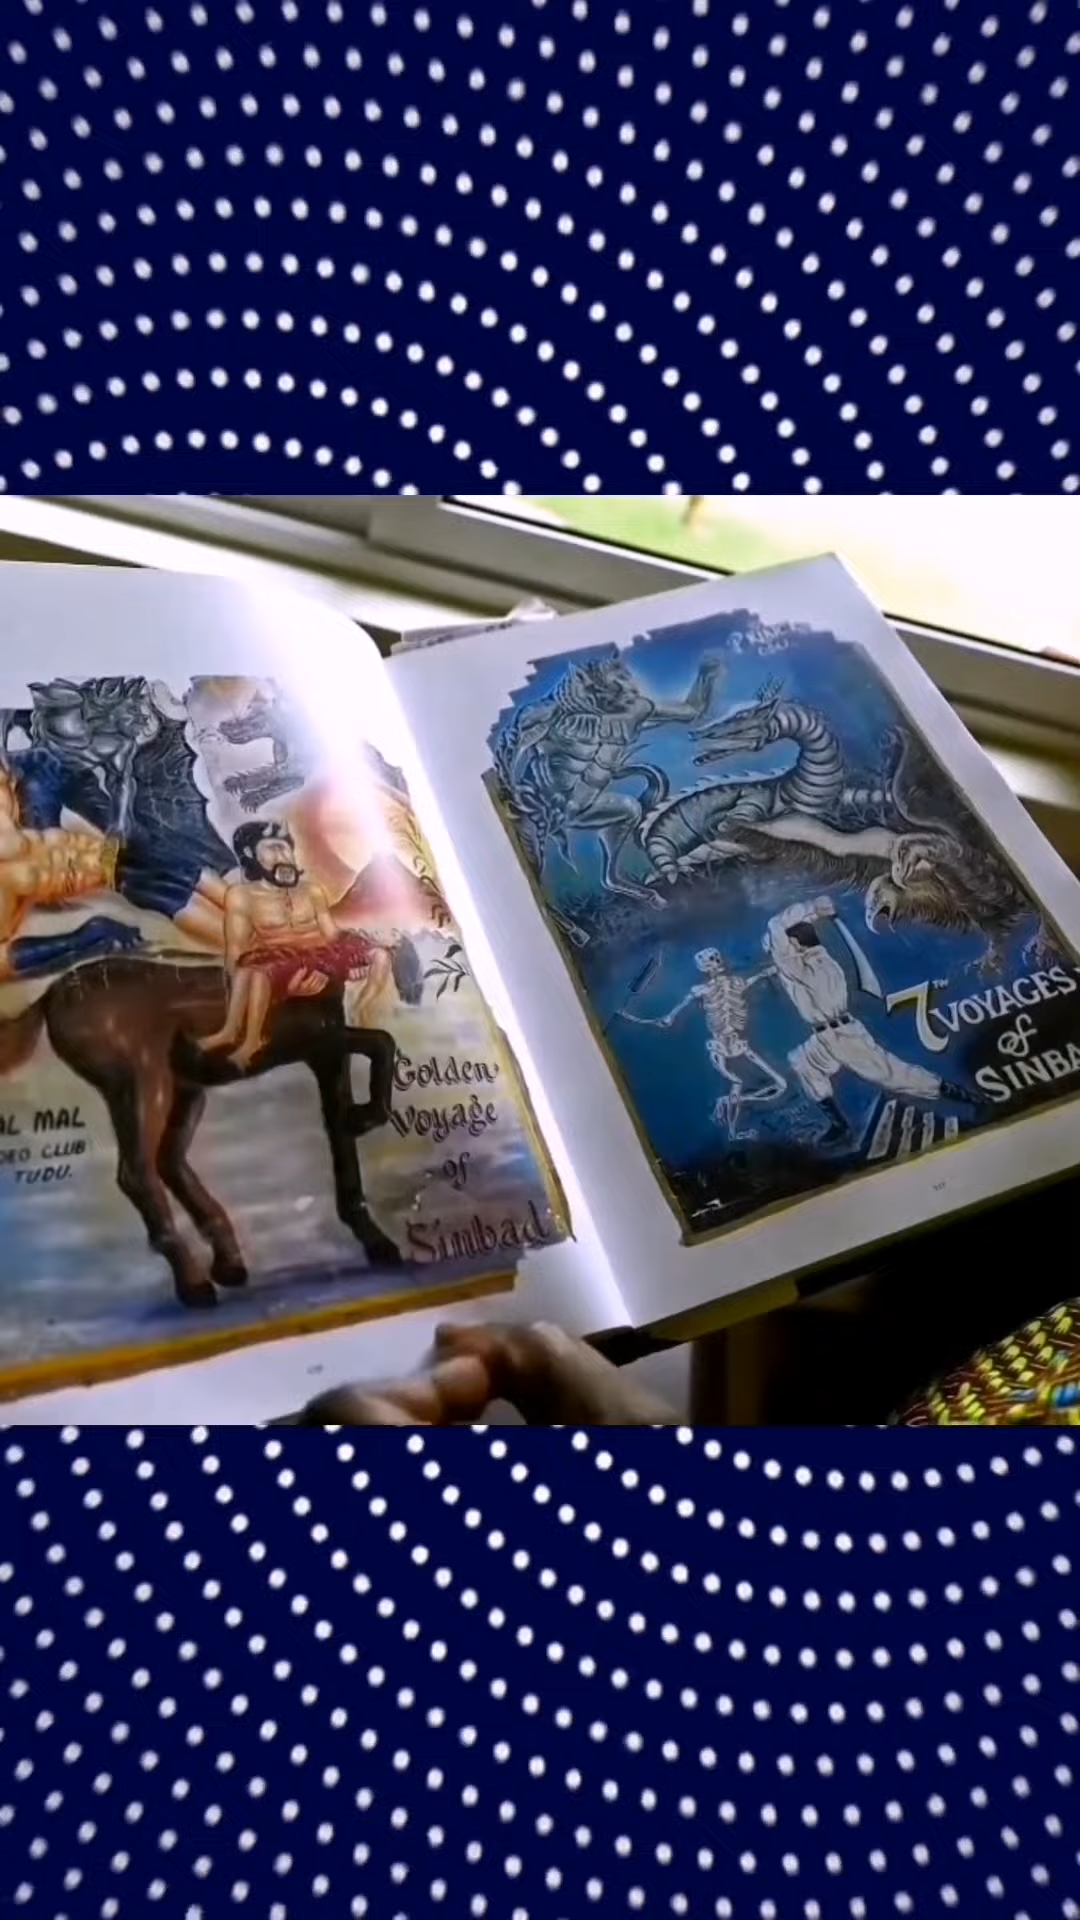 AL MAL
DEO CLUB
TUDU.
Golden
Voyage
of
Sinbad
7TH VOYAGES
of
SINBA